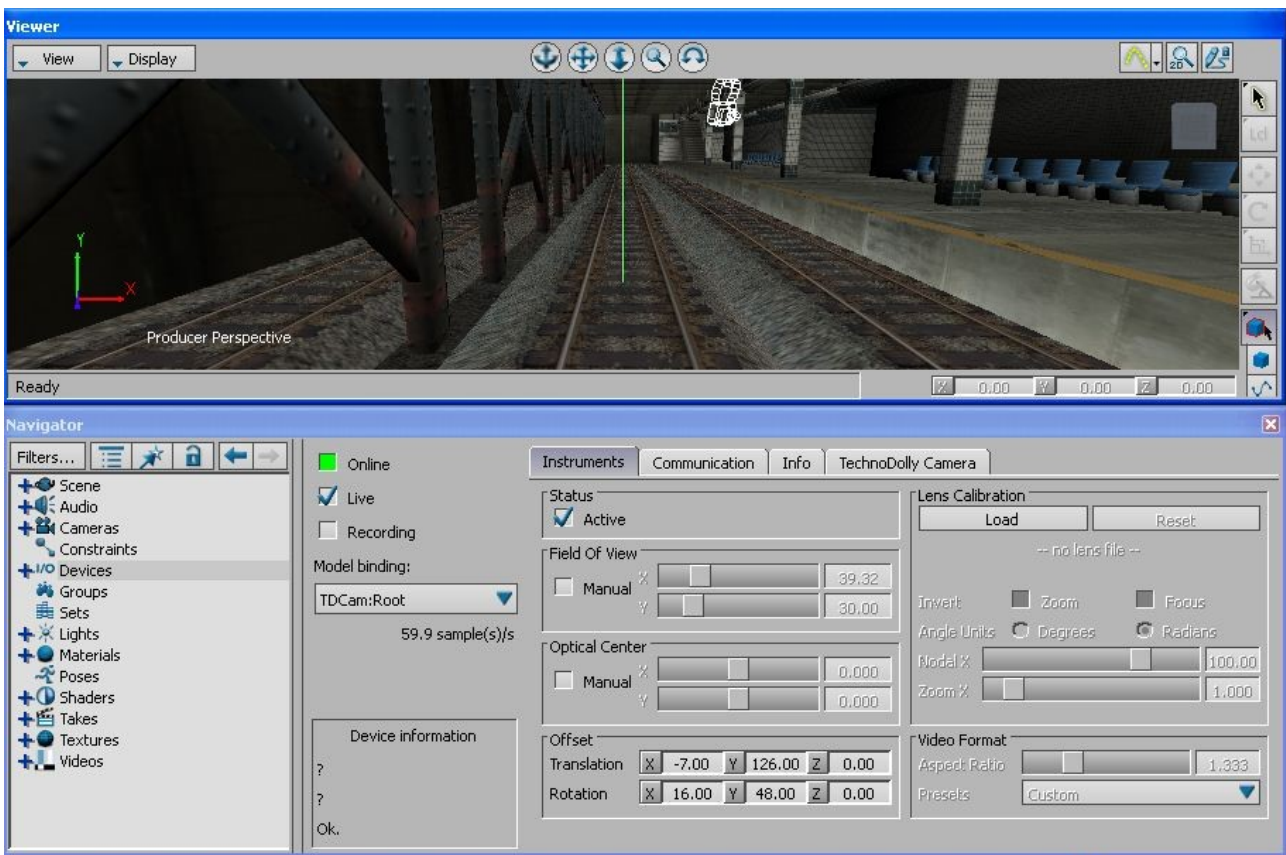 Viewer
View Display 2D
Lcl
Y
X
Producer Perspective
Ready X 0.00 Y 0.00 Z 0.00
Navigator
Filters...
Scene
Audio
Cameras
Constraints
I/O Devices
Groups
Sets
Lights
Materials
Poses
Shaders
Takes
Textures
Videos
Online
Live
Recording
Model binding:
TDCam:Root
59.9 sample(s)/s
Device information
?
?
Ok.
Instruments Communication Info TechnoDolly Camera
Status
Active
Field Of View
Manual X 39.32
Y 30.00
Optical Center
Manual X 0.000
Y 0.000
Offset
Translation X -7.00 Y 126.00 Z 0.00
Rotation X 16.00 Y 48.00 Z 0.00
Lens Calibration
Load Reset
-- no lens file --
Invert: Zoom Focus
Angle Units Degrees Radians
Nodal X 100.00
Zoom X 1.000
Video Format
Aspect Ratio 1.333
Presets Custom